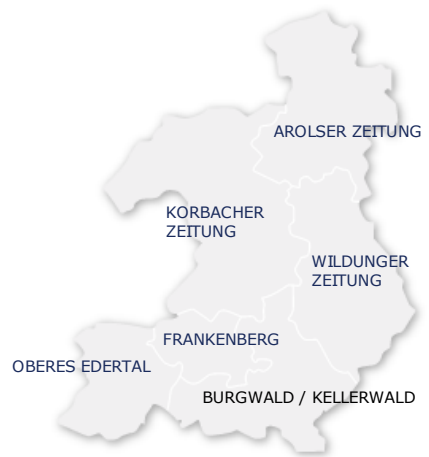 AROLSER ZEITUNG
KORBACHER
ZEITUNG
WILDUNGER
ZEITUNG
FRANKENBERG
OBERES EDERTAL
BURGWALD / KELLERWALD